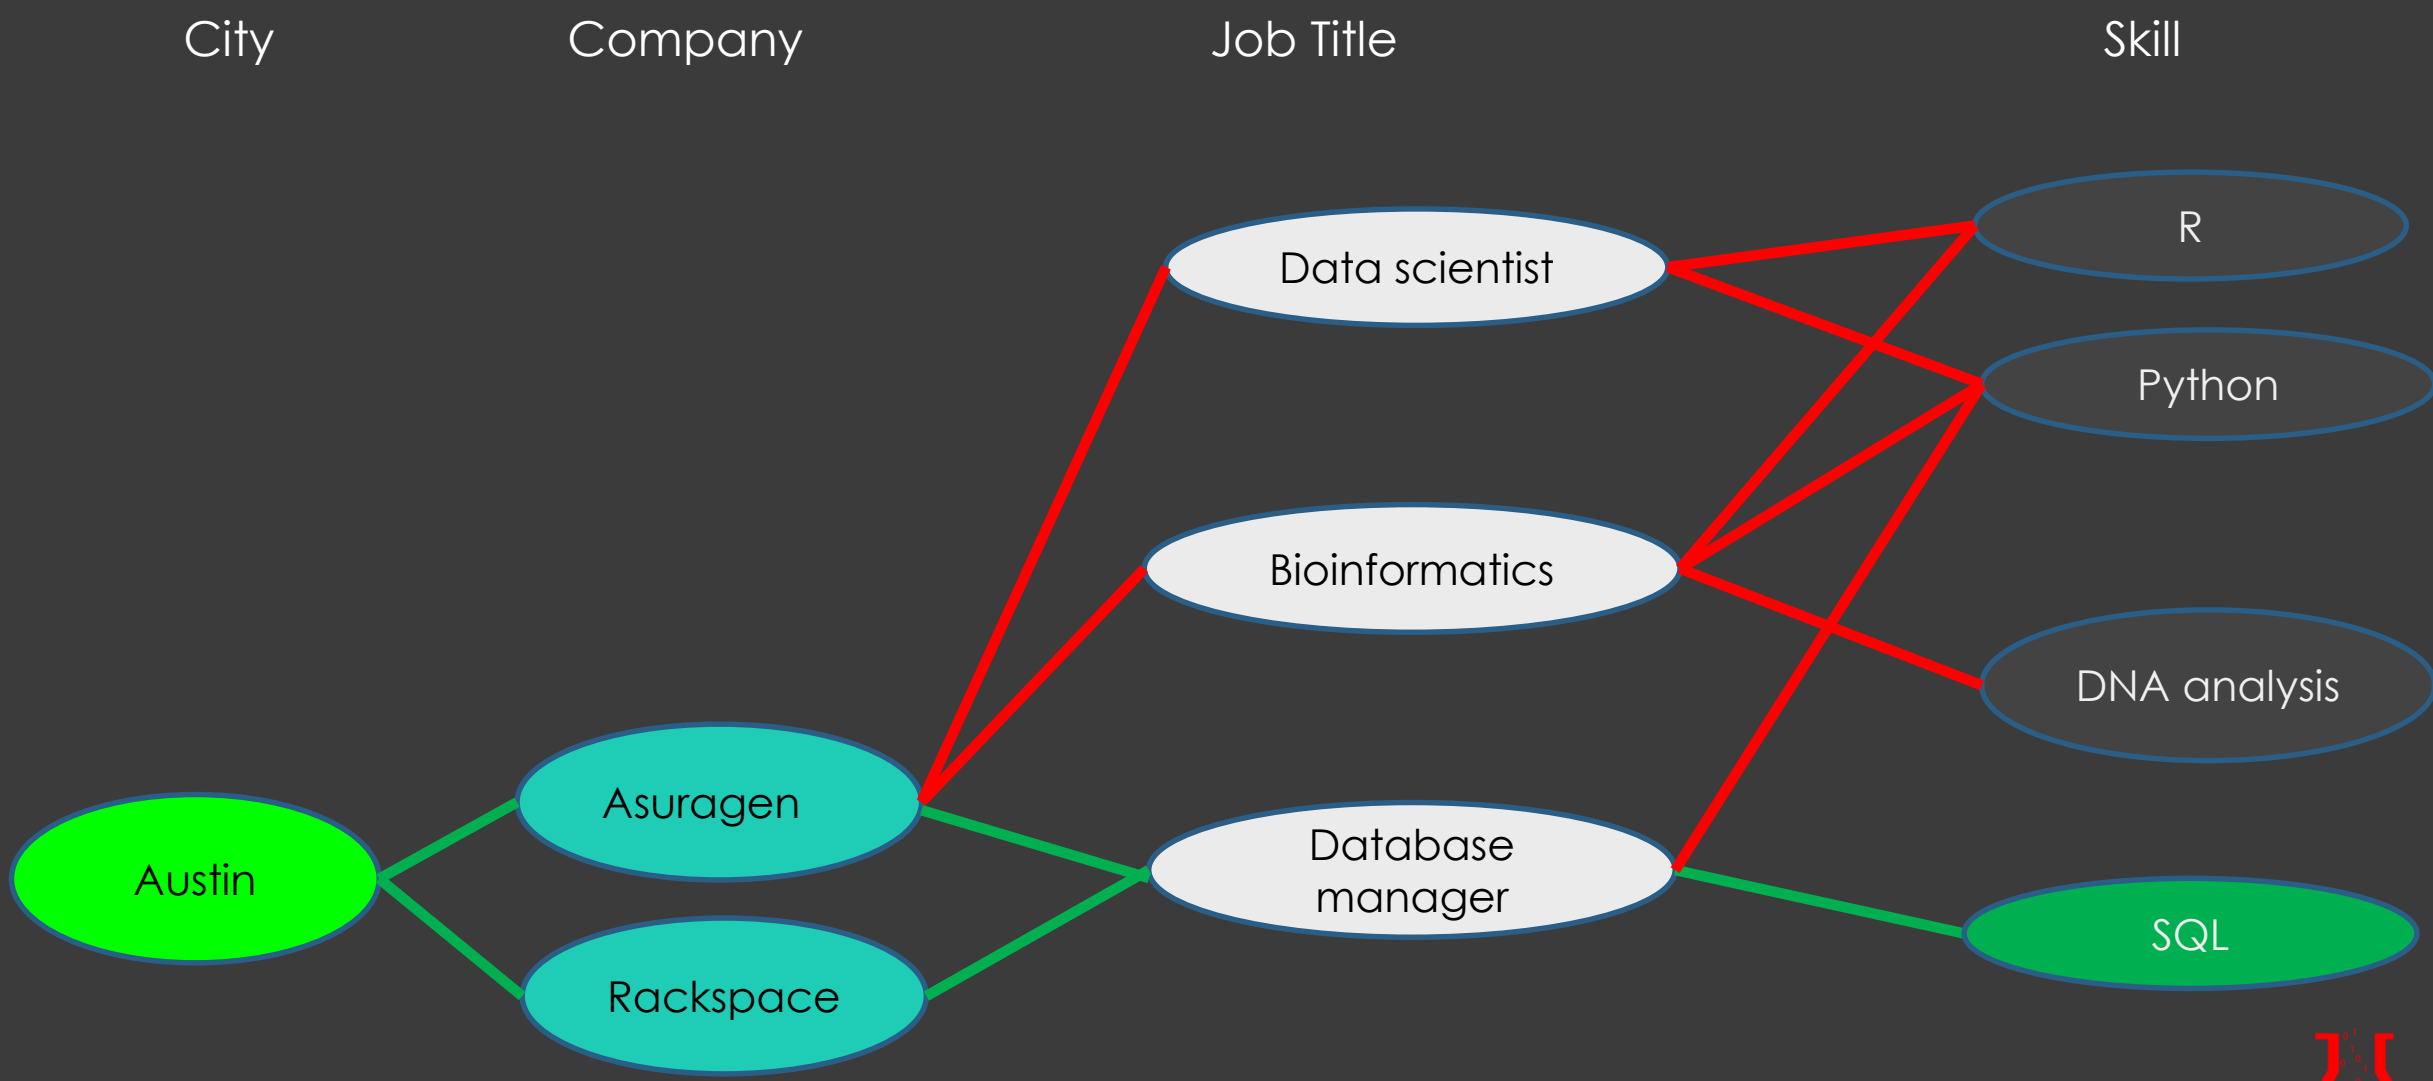 City
Company
Job Title
Skill
Data scientist
R
Python
Bioinformatics
DNA analysis
Asuragen
Austin
Database
manager
SQL
Rackspace